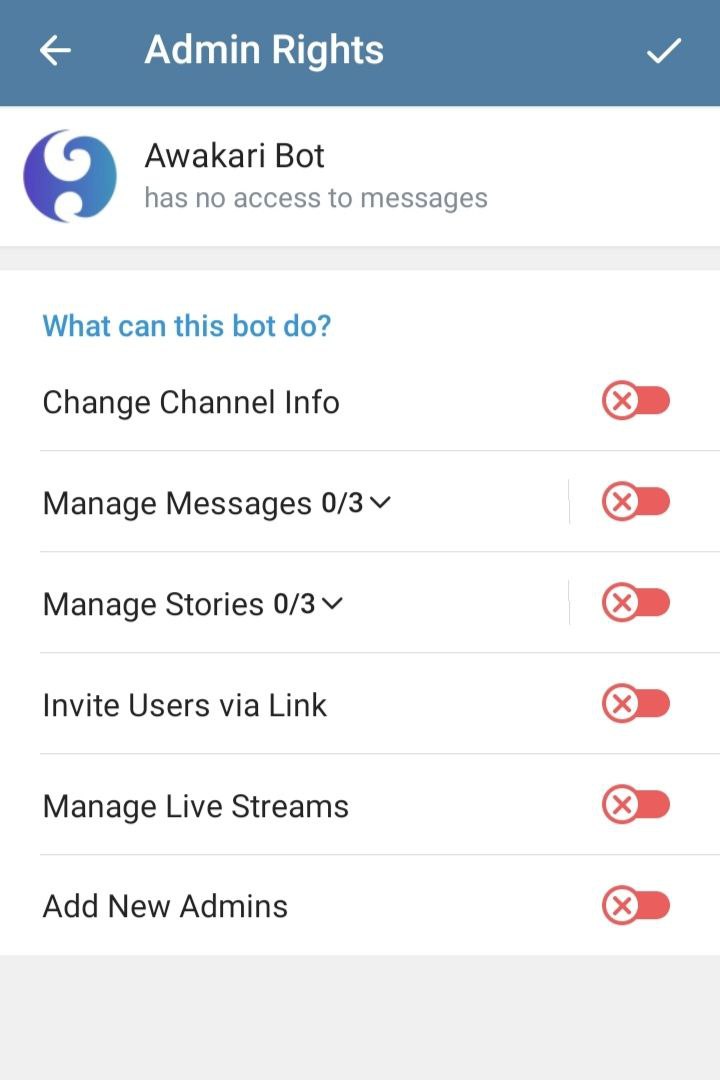 Admin Rights
Awakari Bot
has no access to messages
What can this bot do?
Change Channel Info
Manage Messages 0/3
Manage Stories 0/3
Invite Users via Link
Manage Live Streams
Add New Admins